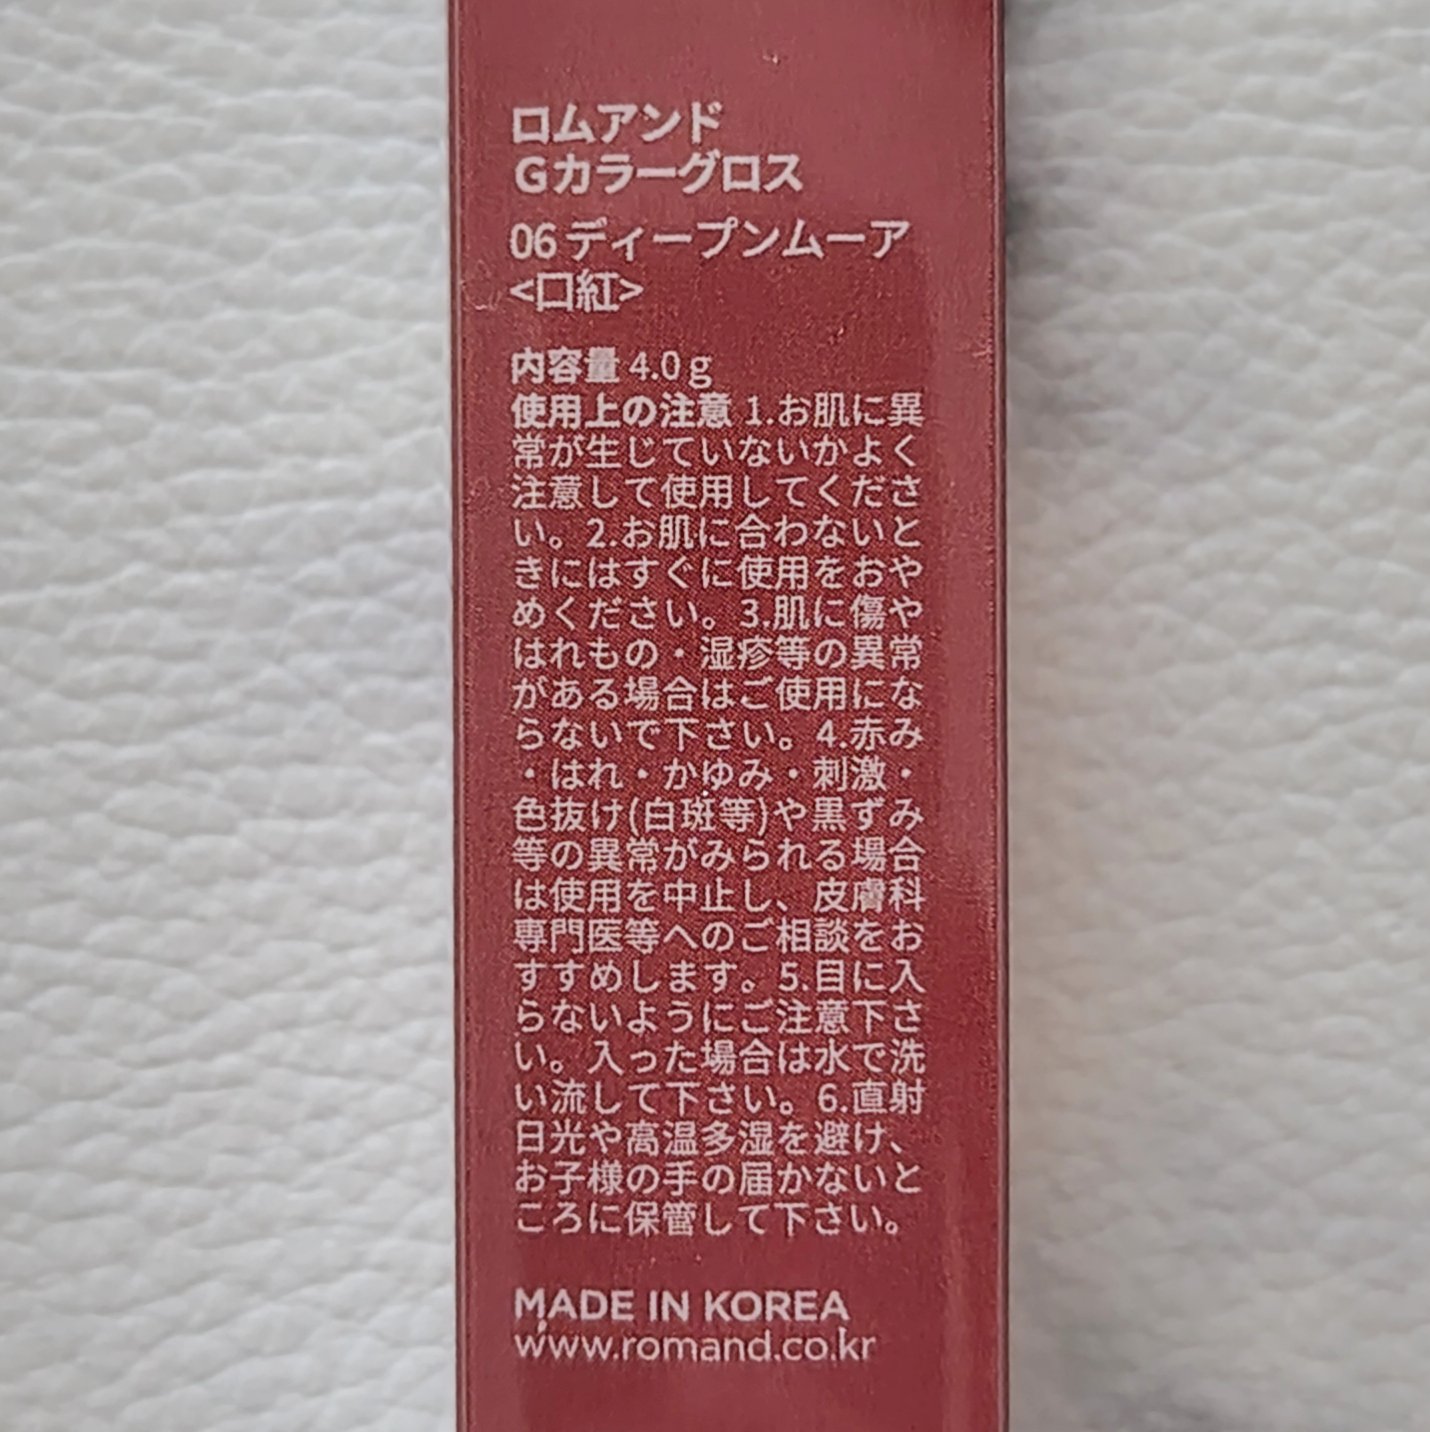 ロムアンド
Gカラーグロス
06 ディープンムーア
<口紅>
内容量 4.0g
使用上の注意 1.お肌に異
常が生じていないかよく
注意して使用してくださ
い。2.お肌に合わないと
きにはすぐに使用をおや
めください。3.肌に傷や
はれもの・湿疹等の異常
がある場合はご使用にな
らないで下さい。4.赤み
・はれ・かゆみ・刺激・
色抜け(白斑等)や黒ずみ
等の異常がみられる場合
は使用を中止し、皮膚科
専門医等へのご相談をお
すすめします。5.目に入
らないようにご注意下さ
い。入った場合は水で洗
い流して下さい。6.直射
日光や高温多湿を避け、
お子様の手の届かないと
ころに保管して下さい。
MADE IN KOREA
www.romand.co.kr